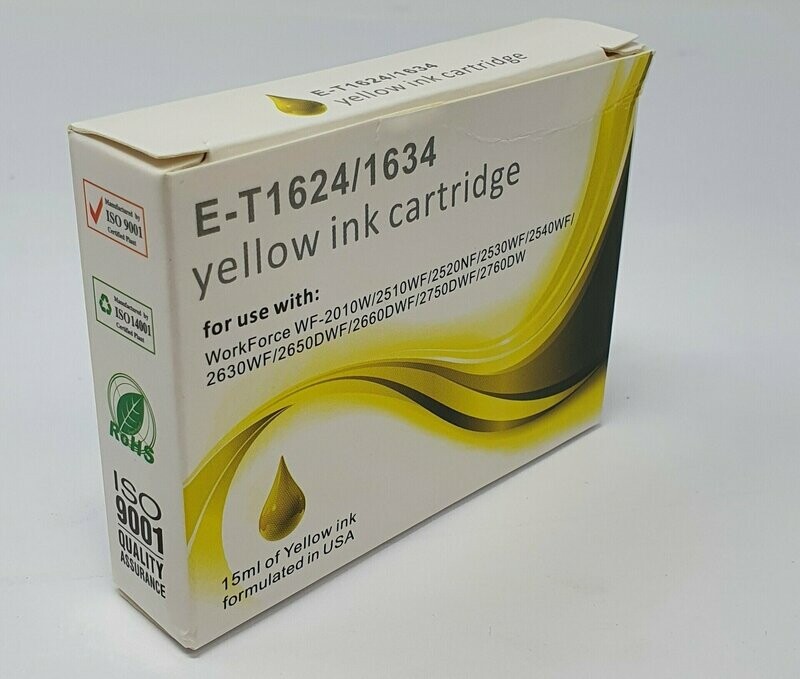 E-T1624/1634
yellow ink cartridge
E-T1624/1634
yellow ink cartridge
for use with:
WorkForce WF-2010W/2510WF/2520NF/2530WF/2540WF/
2630WF/2650DWF/2660DWF/2750DWF/2760DW
15ml of Yellow ink
formulated in USA
Manufactured by
ISO 9001
Certified Plant
Manufactured by
ISO14001
Certified Plant
RoHS
ISO
9001
QUALITY
ASSURANCE